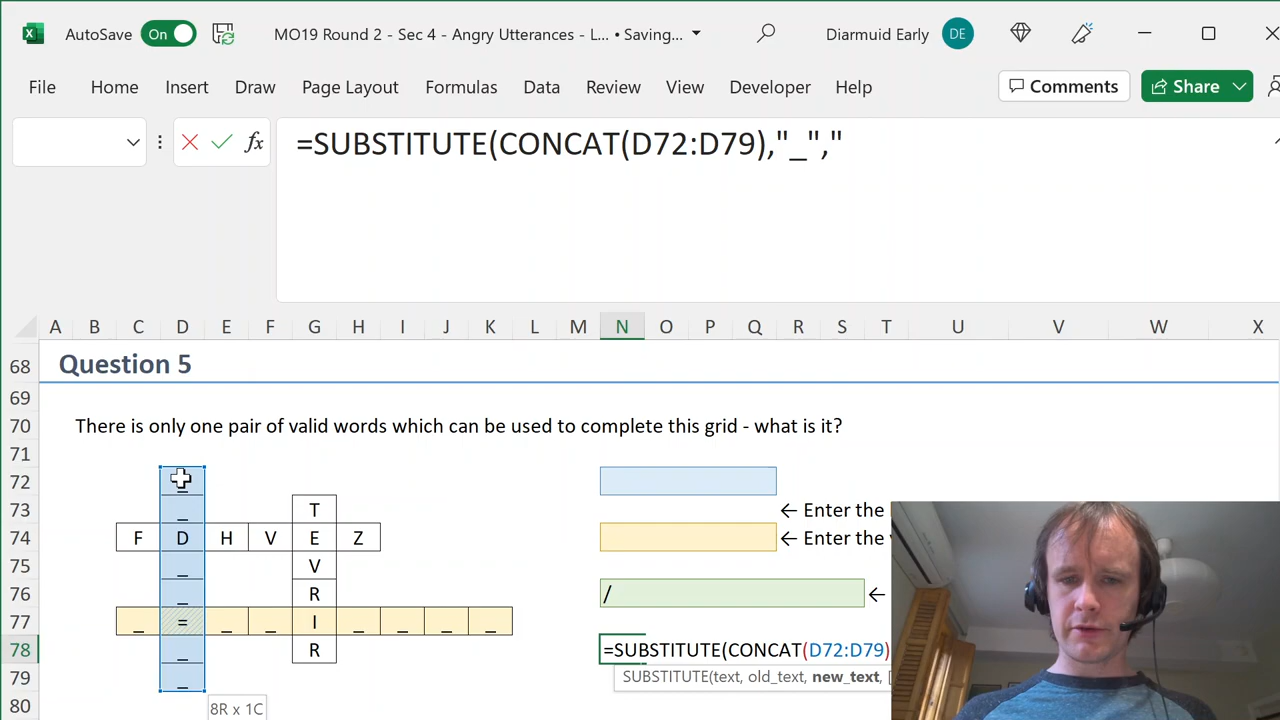 AutoSave On MO19 Round 2 - Sec 4 - Angry Utterances - L... • Saving... Diarmuid Early DE
File Home Insert Draw Page Layout Formulas Data Review View Developer Help Comments Share
fx =SUBSTITUTE(CONCAT(D72:D79),"_","
A B C D E F G H I J K L M N O P Q R S T U V W X
68 Question 5
69
70 There is only one pair of valid words which can be used to complete this grid - what is it?
71
72 _
73 _ T ← Enter the
74 F D H V E Z ← Enter the v
75 _ V
76 _ R / ←
77 _ = _ _ I _ _ _ _
78 _ R =SUBSTITUTE(CONCAT(D72:D79)
79 _ SUBSTITUTE(text, old_text, new_text, [
80 8R x 1C